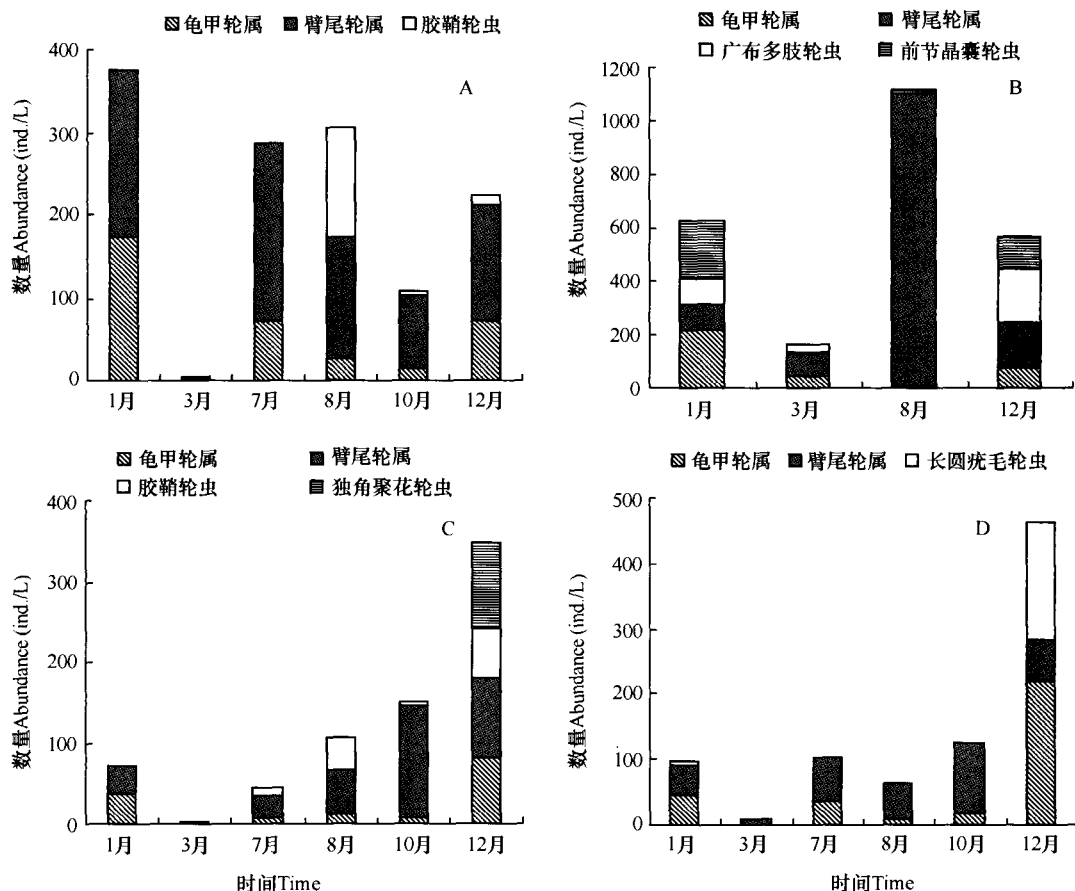 龟甲轮属 臂尾轮属 胶鞘轮虫
A
数量Abundance (ind./L)
400
300
200
100
0
1月 3月 7月 8月 10月 12月
龟甲轮属 臂尾轮属
广布多肢轮虫 前节晶囊轮虫
B
数量Abundance (ind./L)
1200
1000
800
600
400
200
0
1月 3月 8月 12月
龟甲轮属 臂尾轮属
胶鞘轮虫 独角聚花轮虫
C
数量Abundance (ind./L)
400
300
200
100
0
1月 3月 7月 8月 10月 12月
时间Time
龟甲轮属 臂尾轮属 长圆疣毛轮虫
D
数量Abundance (ind./L)
500
400
300
200
100
0
1月 3月 7月 8月 10月 12月
时间Time